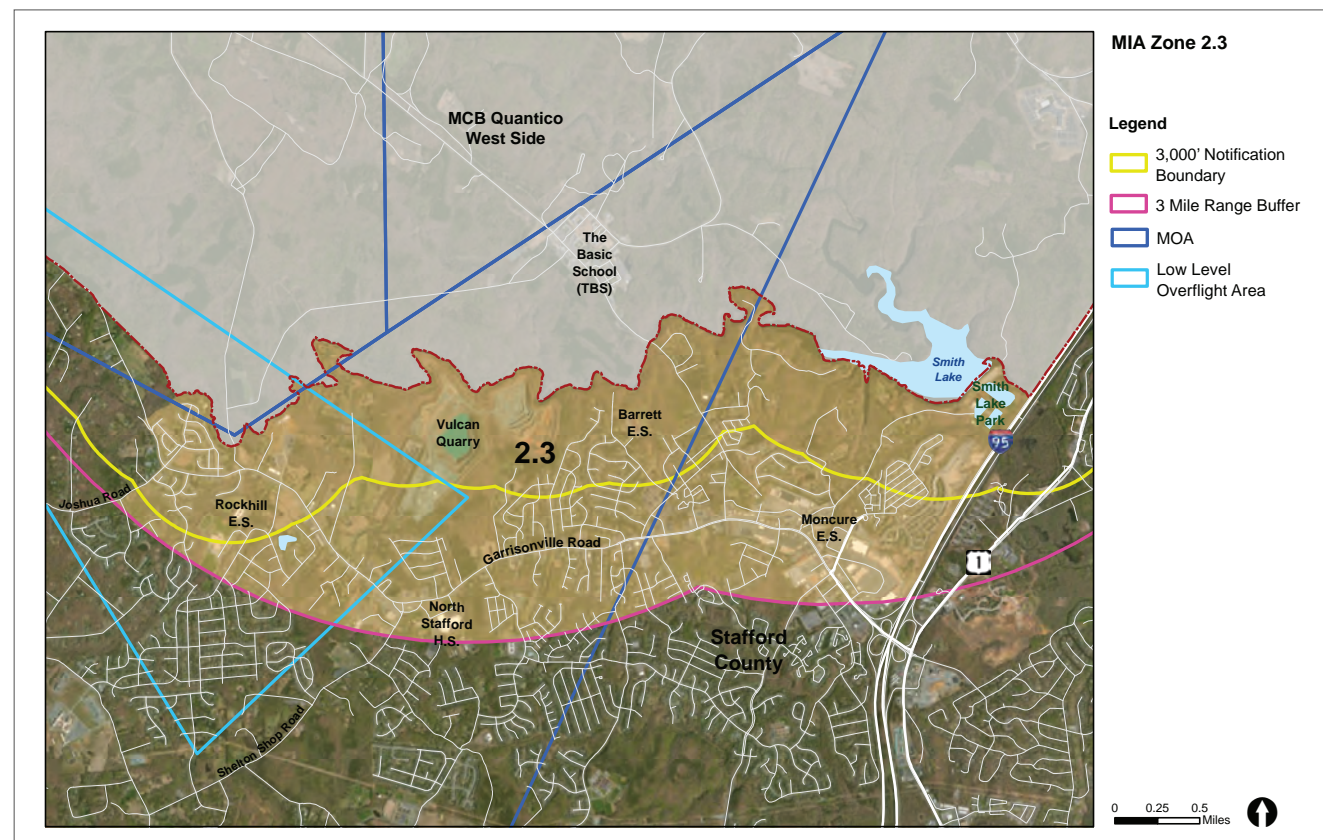 MIA Zone 2.3
Legend
3,000’ Notification
Boundary
3 Mile Range Buffer
MOA
Low Level
Overflight Area
MCB Quantico
West Side
The
Basic
School
(TBS)
Smith
Lake
Smith
Lake
Park
95
Barrett
E.S.
Vulcan
Quarry
2.3
Joshua Road
Rockhill
E.S.
Moncure
E.S.
Garrisonville Road
1
North
Stafford
H.S.
Stafford
County
Shelton Shop Road
0 0.25 0.5
Miles